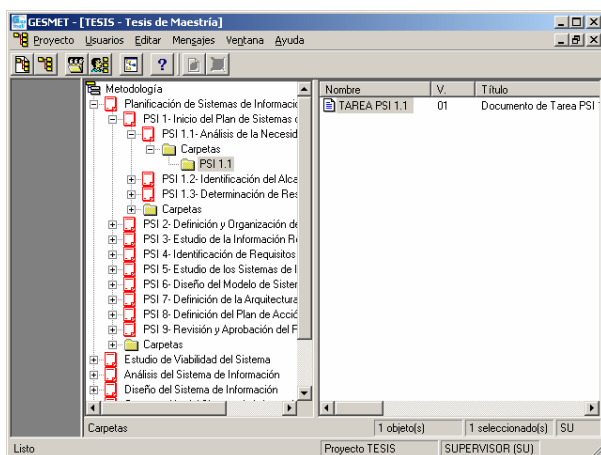 GESMET - [TESIS - Tesis de Maestría]
Proyecto Usuarios Editar Mensajes Ventana Ayuda
Metodología
Planificación de Sistemas de Informació
PSI 1- Inicio del Plan de Sistemas
PSI 1.1- Análisis de la Necesid
Carpetas
PSI 1.1
PSI 1.2- Identificación del Alca
PSI 1.3- Determinación de Res
Carpetas
PSI 2- Definición y Organización de
PSI 3- Estudio de la Información R
PSI 4- Identificación de Requisitos
PSI 5- Estudio de los Sistemas de I
PSI 6- Diseño del Modelo de Sister
PSI 7- Definición de la Arquitectura
PSI 8- Definición del Plan de Acció
PSI 9- Revisión y Aprobación del P
Carpetas
Estudio de Viabilidad del Sistema
Análisis del Sistema de Información
Diseño del Sistema de Información
Nombre V. Título
TAREA PSI 1.1 01 Documento de Tarea PSI
Carpetas 1 objeto(s) 1 seleccionado(s) SU
Listo Proyecto TESIS SUPERVISOR (SU)